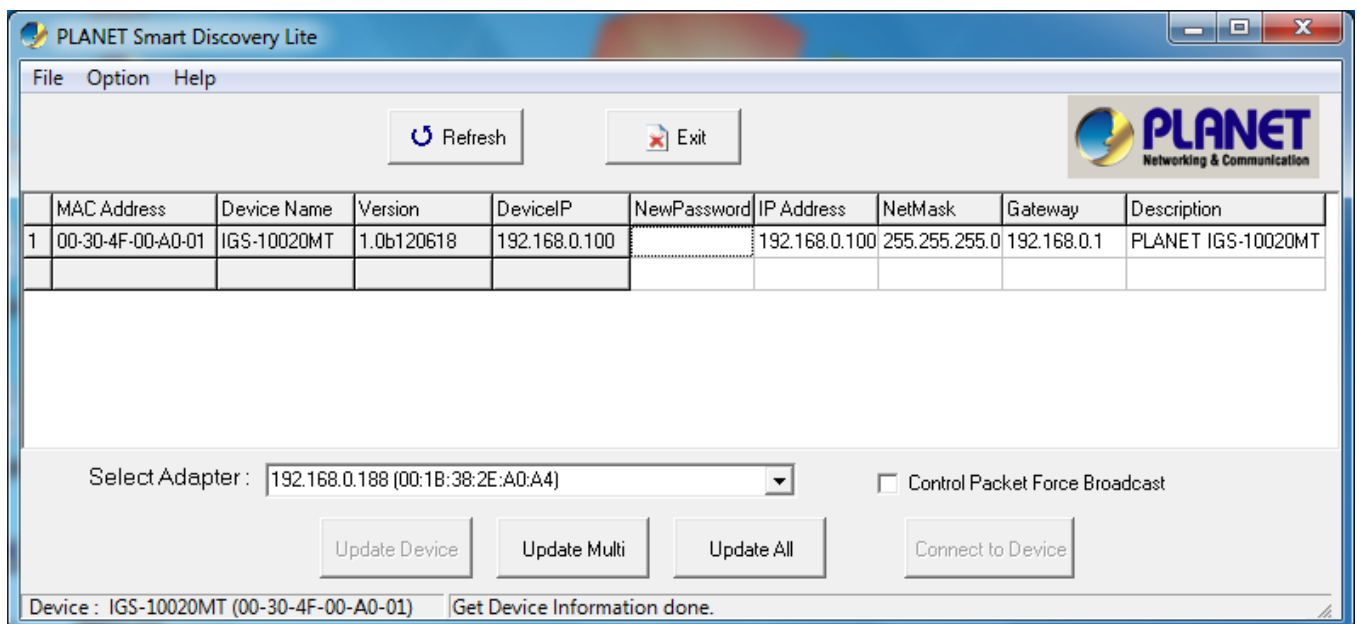 PLANET Smart Discovery Lite
File Option Help
Refresh Exit
PLANET
Networking & Communication
MAC Address Device Name Version DeviceIP NewPassword IP Address NetMask Gateway Description
1 00-30-4F-00-A0-01 IGS-10020MT 1.0b120618 192.168.0.100 192.168.0.100 255.255.255.0 192.168.0.1 PLANET IGS-10020MT
Select Adapter : 192.168.0.188 (00:1B:38:2E:A0:A4) Control Packet Force Broadcast
Update Device Update Multi Update All Connect to Device
Device : IGS-10020MT (00-30-4F-00-A0-01) Get Device Information done.